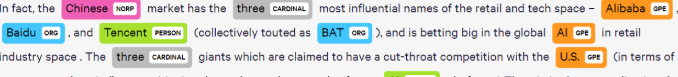 In fact, the Chinese NORP market has the three CARDINAL most influential names of the retail and tech space – Alibaba GPE ,
Baidu ORG , and Tencent PERSON (collectively touted as BAT ORG ), and is betting big in the global AI GPE in retail
industry space . The three CARDINAL giants which are claimed to have a cut-throat competition with the U.S. GPE (in terms of